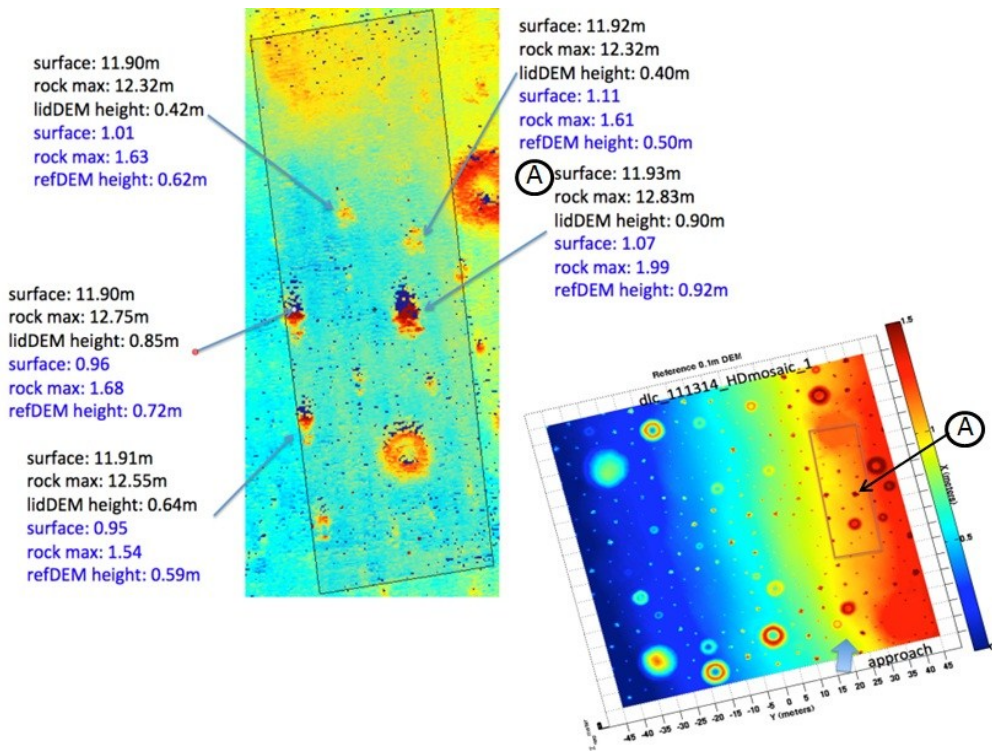 surface: 11.90m
rock max: 12.32m
lidDEM height: 0.42m
surface: 1.01
rock max: 1.63
refDEM height: 0.62m
surface: 11.92m
rock max: 12.32m
lidDEM height: 0.40m
surface: 1.11
rock max: 1.61
refDEM height: 0.50m
A
surface: 11.93m
rock max: 12.83m
lidDEM height: 0.90m
surface: 1.07
rock max: 1.99
refDEM height: 0.92m
surface: 11.90m
rock max: 12.75m
lidDEM height: 0.85m
surface: 0.96
rock max: 1.68
refDEM height: 0.72m
surface: 11.91m
rock max: 12.55m
lidDEM height: 0.64m
surface: 0.95
rock max: 1.54
refDEM height: 0.59m
Reference 0.1m DEM
dlc_111314_HDmosaic_1
1.5
1
0.5
A
X (meters)
approach
-45 -40 -35 -30 -25 -20 -15 -10 -5 0 5 10 15 20 25 30 35 40 45
Y (meters)